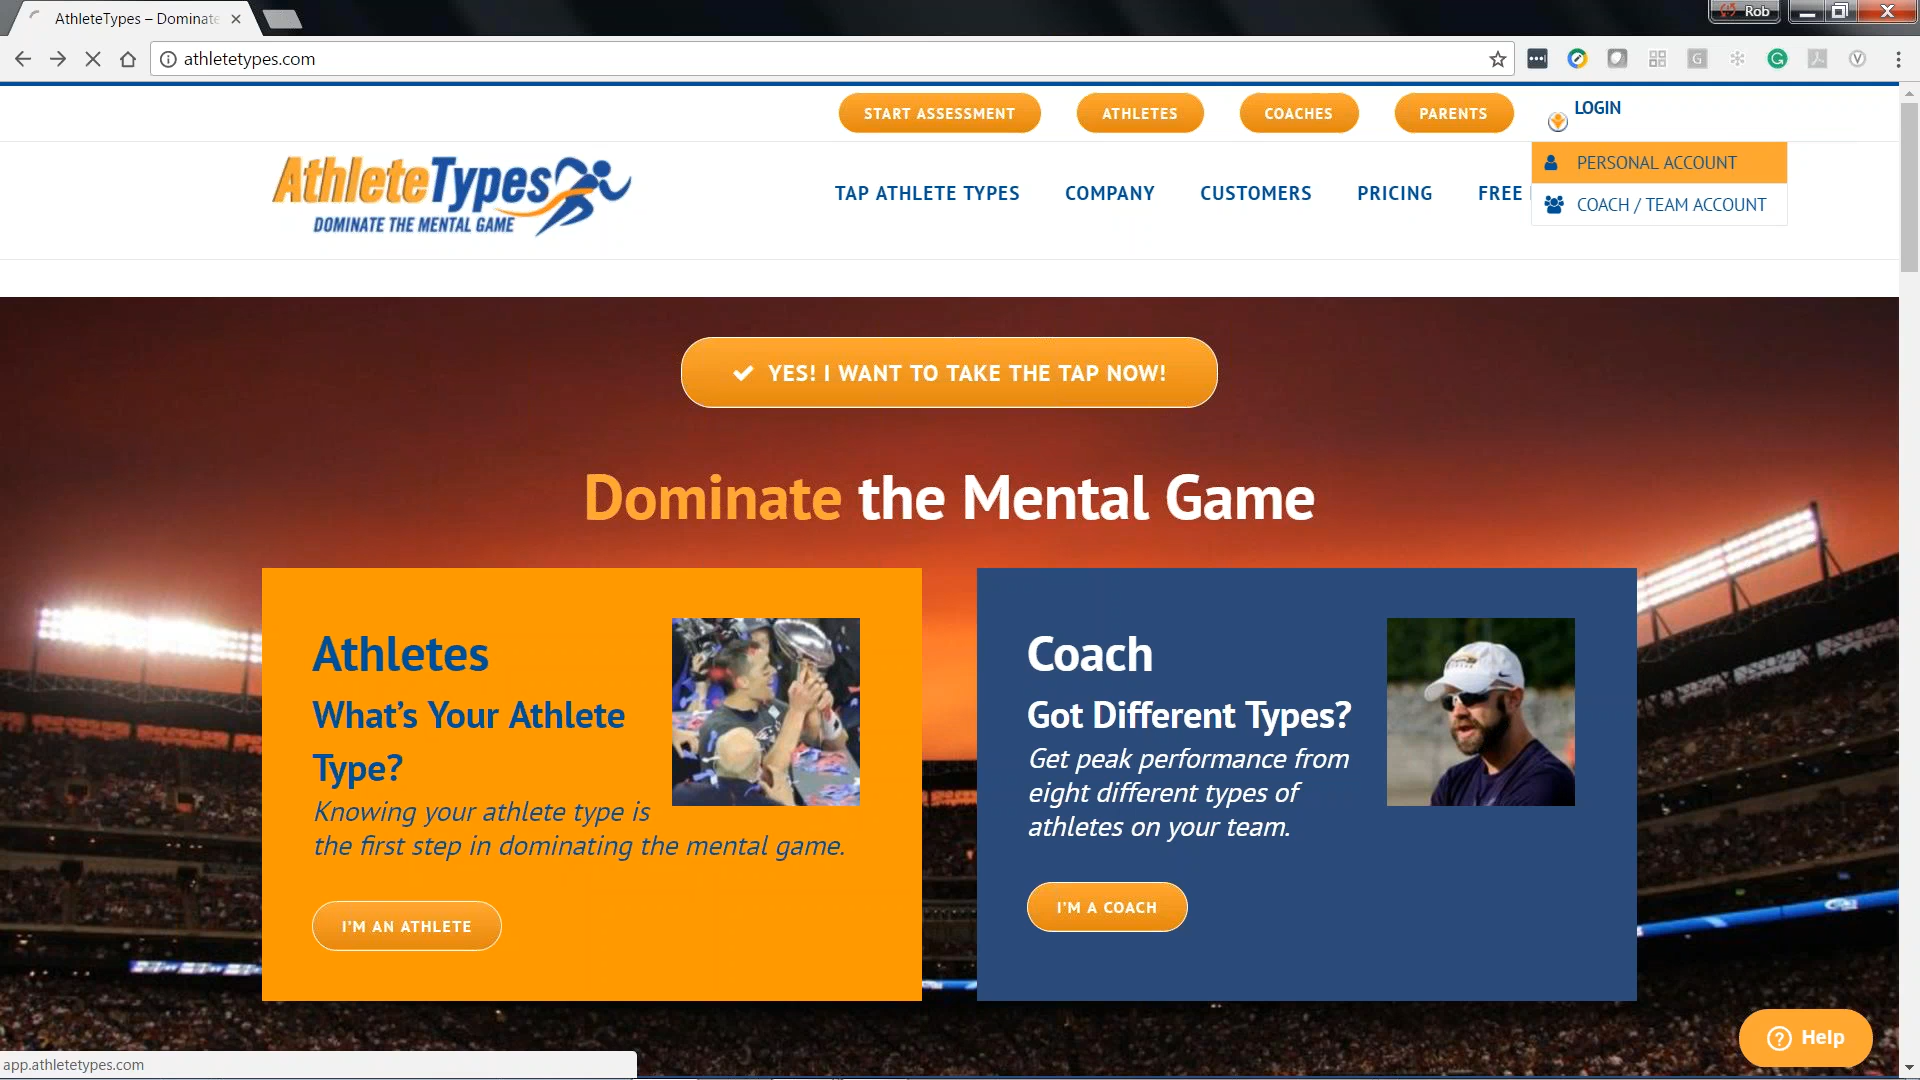 AthleteTypes – Dominate
Rob
athletetypes.com
START ASSESSMENT
ATHLETES
COACHES
PARENTS
LOGIN
PERSONAL ACCOUNT
COACH / TEAM ACCOUNT
AthleteTypes
DOMINATE THE MENTAL GAME
TAP ATHLETE TYPES
COMPANY
CUSTOMERS
PRICING
FREE
YES! I WANT TO TAKE THE TAP NOW!
Dominate the Mental Game
Athletes
What's Your Athlete
Type?
Knowing your athlete type is
the first step in dominating the mental game.
I'M AN ATHLETE
Coach
Got Different Types?
Get peak performance from
eight different types of
athletes on your team.
I'M A COACH
Help
app.athletetypes.com